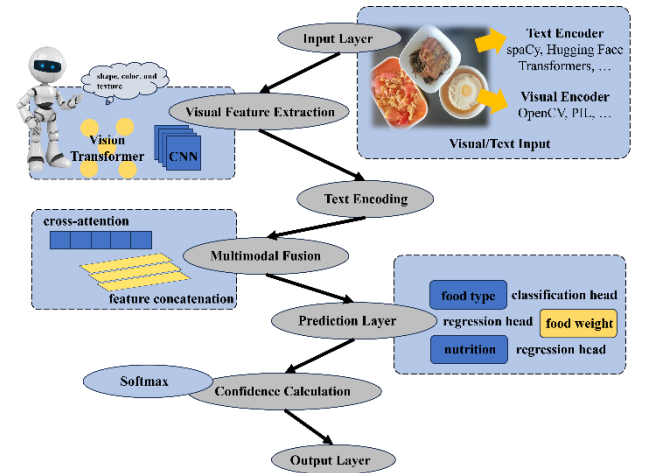 Input Layer
Text Encoder
spaCy, Hugging Face
Transformers, …
Visual Encoder
OpenCV, PIL, …
Visual/Text Input
shape, color, and
texture
Visual Feature Extraction
Vision
Transformer
CNN
Text Encoding
cross-attention
Multimodal Fusion
feature concatenation
food type
classification head
Prediction Layer
regression head
food weight
nutrition
regression head
Softmax
Confidence Calculation
Output Layer